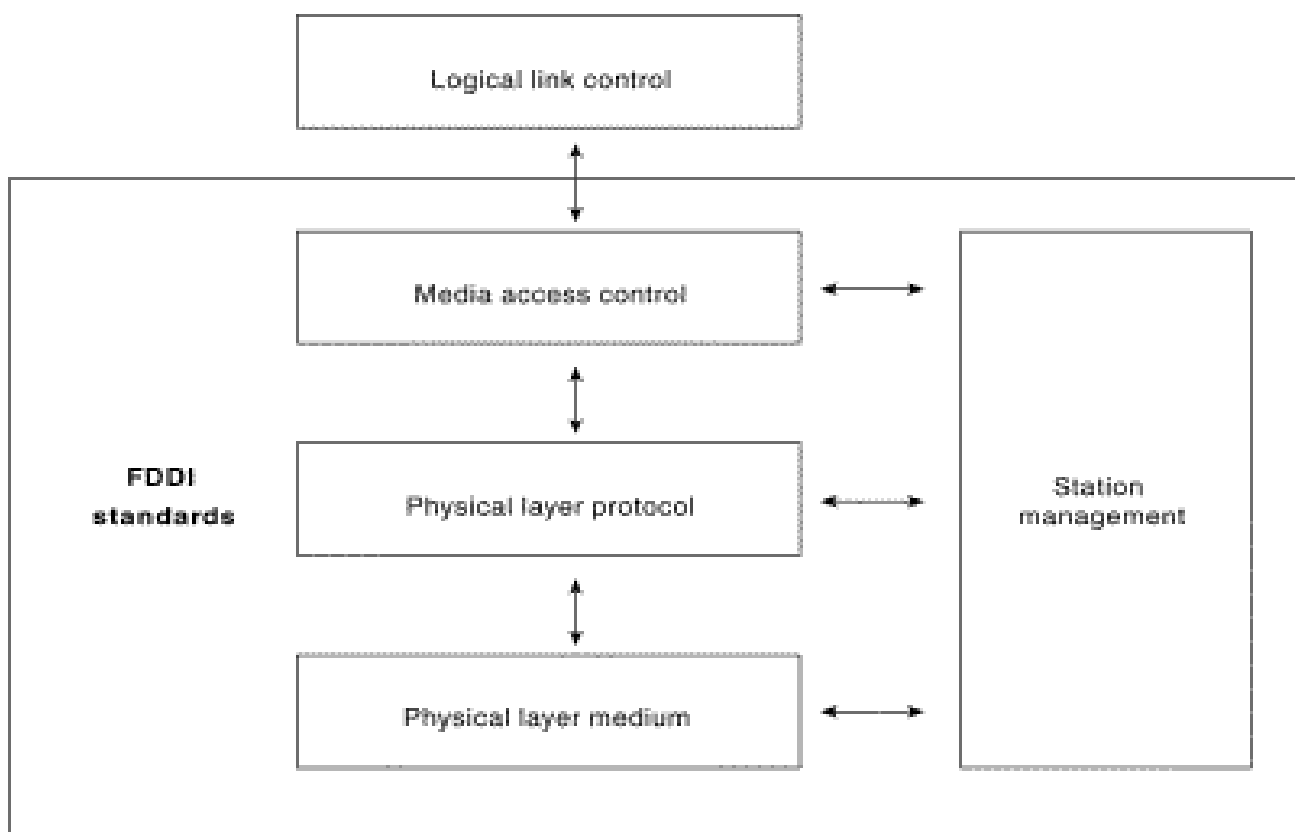 Logical link control
Media access control
FDDI
standards
Physical layer protocol
Station
management
Physical layer medium